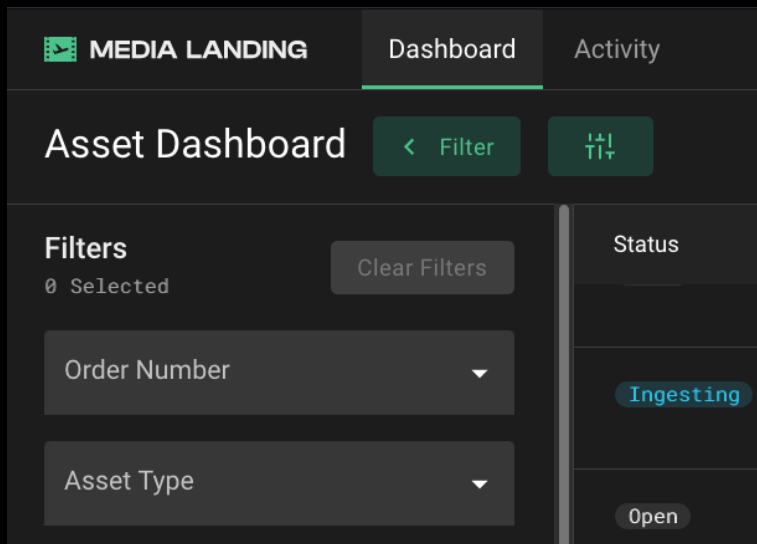 MEDIA LANDING
Dashboard
Activity
Asset Dashboard
Filter
Filters
0 Selected
Clear Filters
Order Number
Asset Type
Status
Ingesting
Open